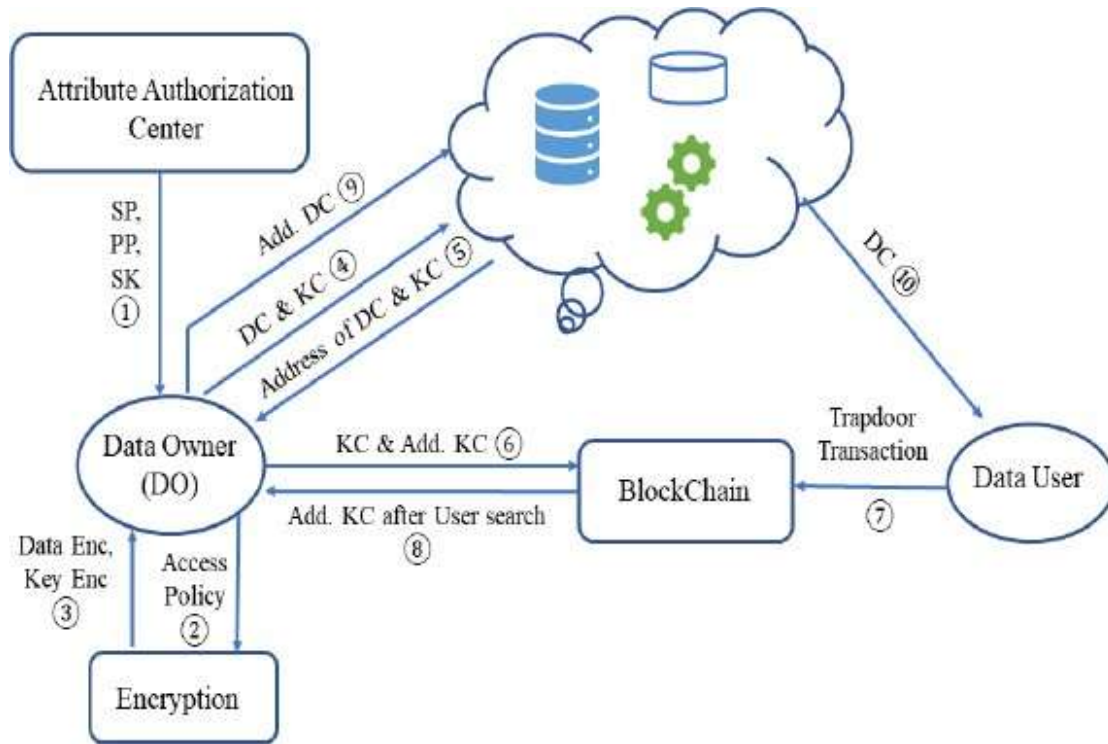 Attribute Authorization
Center
SP,
PP,
SK
①
Add. DC ⑨
DC & KC ④
Address of DC & KC ⑤
DC ⑩
Data Owner
(DO)
KC & Add. KC ⑥
Add. KC after User search
⑧
BlockChain
Trapdoor
Transaction
⑦
Data User
Data Enc,
Key Enc
③
Access
Policy
②
Encryption